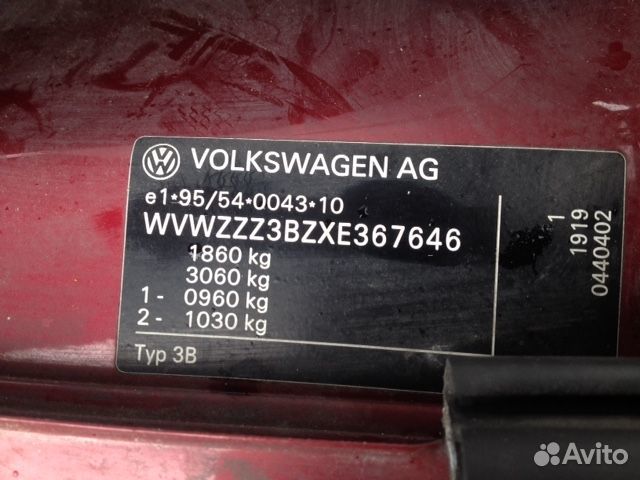 VOLKSWAGEN AG
e1*95/54*0043*10
WVWZZZ3BZXE367646
1860 kg
3060 kg
1 - 0960 kg
2 - 1030 kg
Typ 3B
1
1919
0440402
Avito